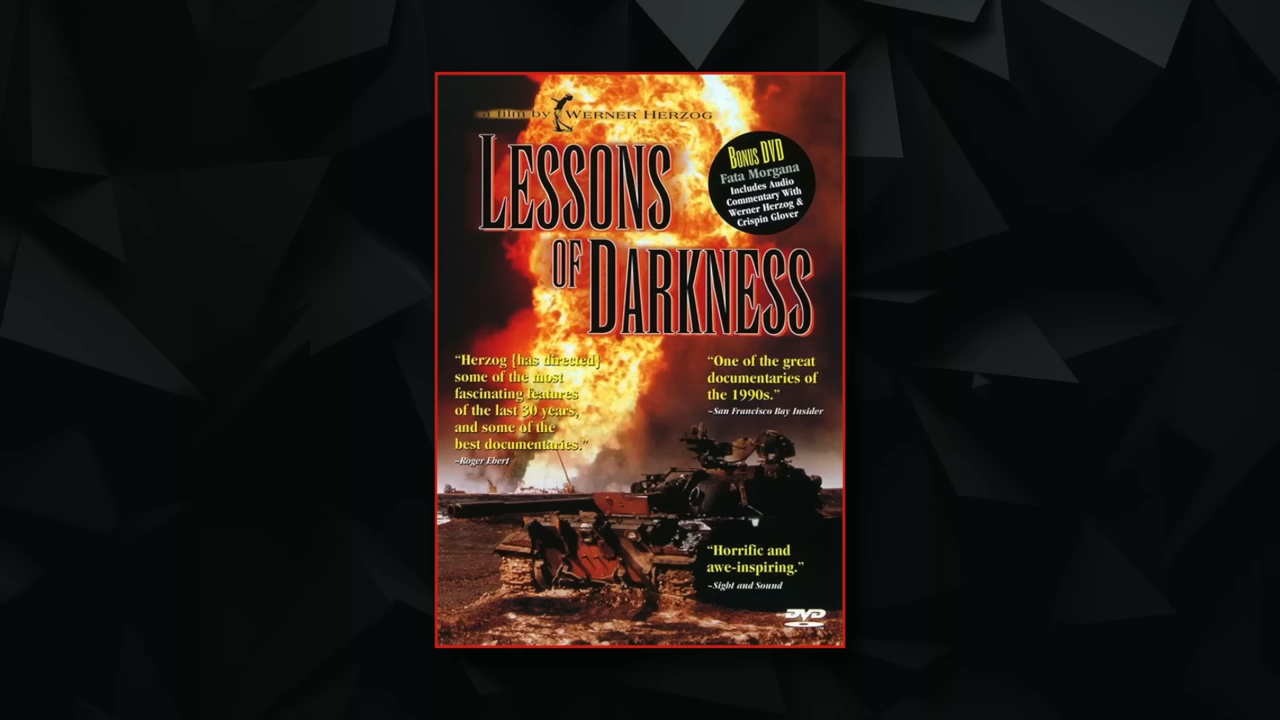 a film by WERNER HERZOG
LESSONS
OF DARKNESS
BONUS DVD
Fata Morgana
Includes Audio
Commentary With
Werner Herzog &
Crispin Glover
“Herzog {has directed}
some of the most
fascinating features
of the last 30 years,
and some of the
best documentaries.”
~Roger Ebert
“One of the great
documentaries of
the 1990s.”
~San Francisco Bay Insider
“Horrific and
awe-inspiring.”
~Sight and Sound
DVD